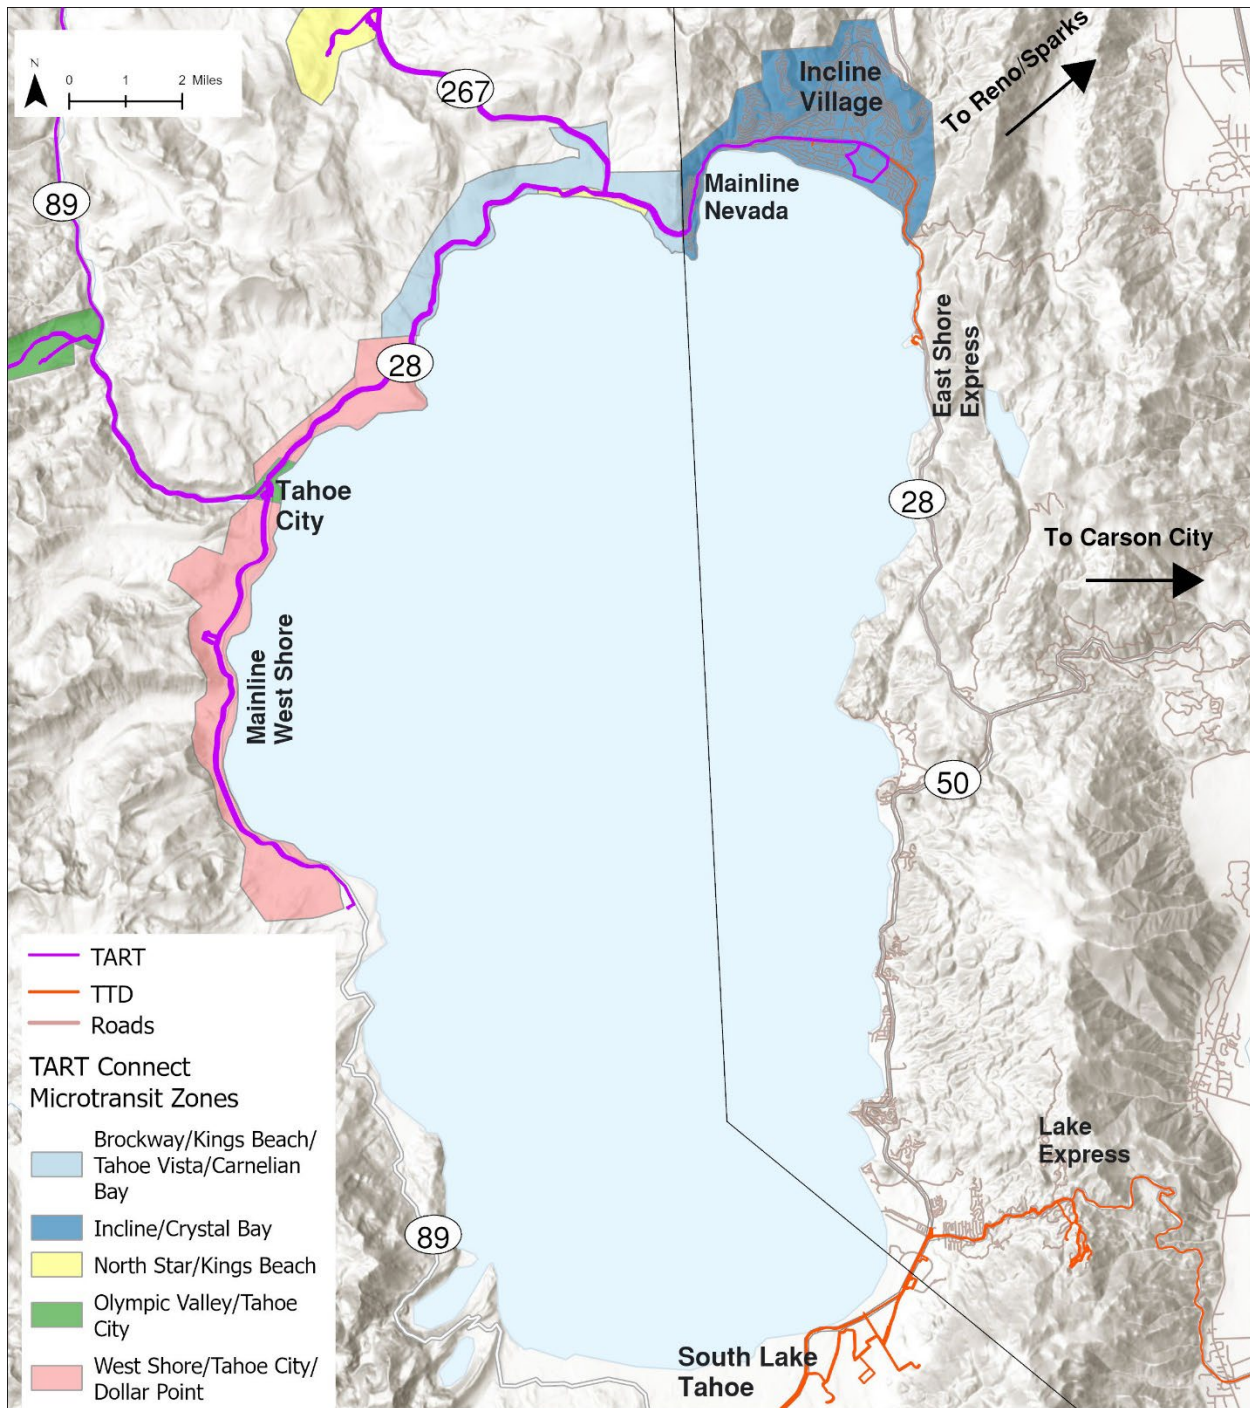 N
0 1 2 Miles
267
Incline
Village
To Reno/Sparks
89
Mainline
Nevada
28
East Shore
Express
Tahoe
City
28
To Carson City
Mainline
West Shore
50
TART
TTD
Roads
TART Connect
Microtransit Zones
Brockway/Kings Beach/
Tahoe Vista/Carnelian
Bay
Incline/Crystal Bay
North Star/Kings Beach
Olympic Valley/Tahoe
City
West Shore/Tahoe City/
Dollar Point
Lake
Express
89
South Lake
Tahoe